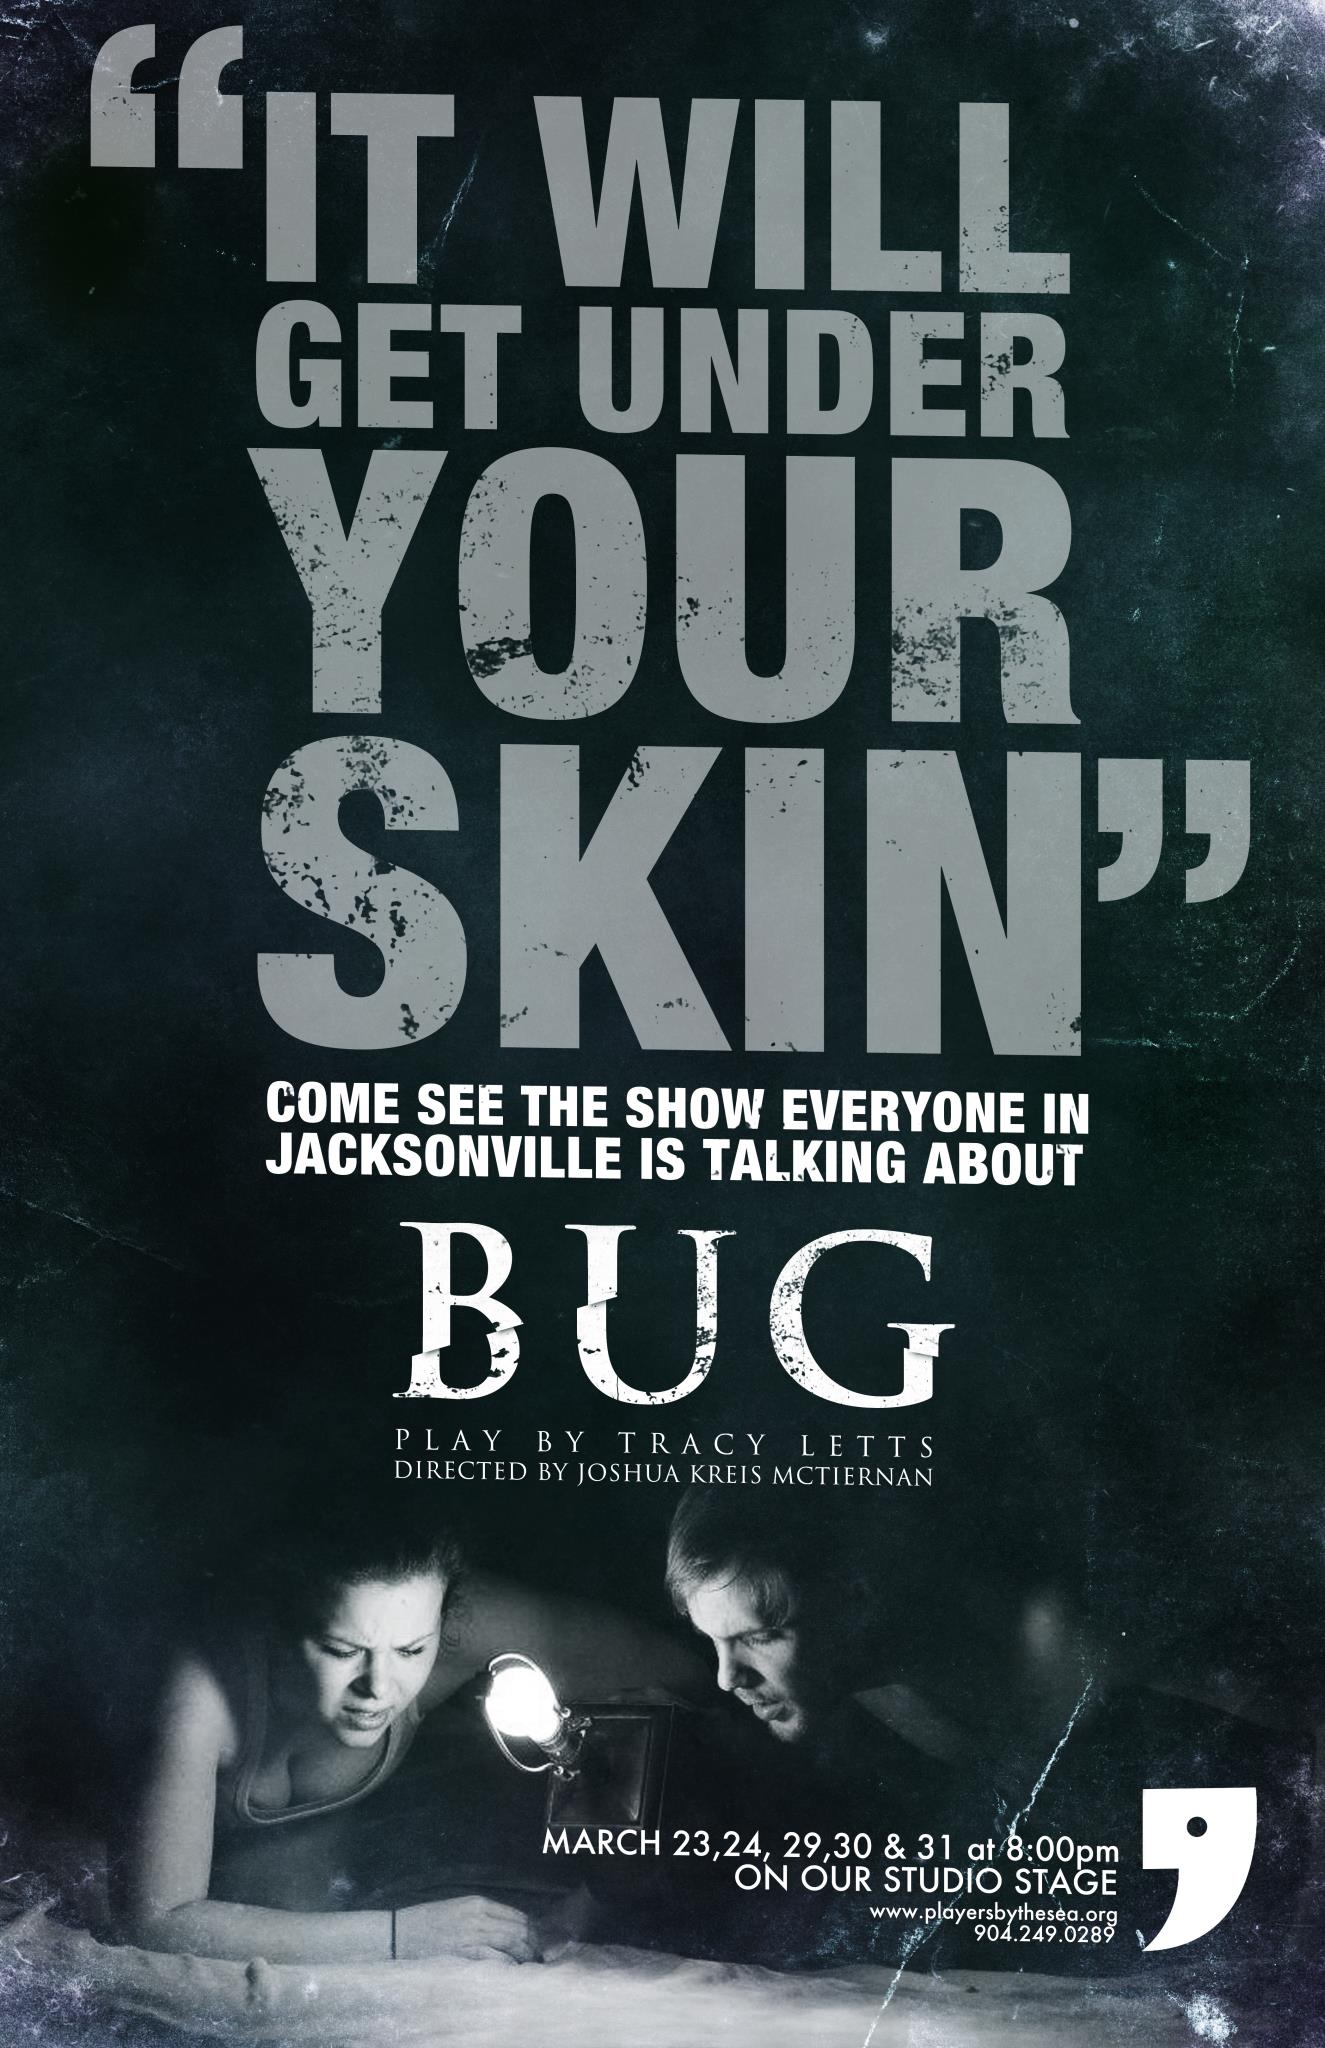 “IT WILL
GET UNDER
YOUR
SKIN”
COME SEE THE SHOW EVERYONE IN
JACKSONVILLE IS TALKING ABOUT
BUG
PLAY BY TRACY LETTS
DIRECTED BY JOSHUA KREIS MCTIERNAN
MARCH 23,24, 29,30 & 31 at 8:00pm
ON OUR STUDIO STAGE
www.playersbythesea.org
904.249.0289